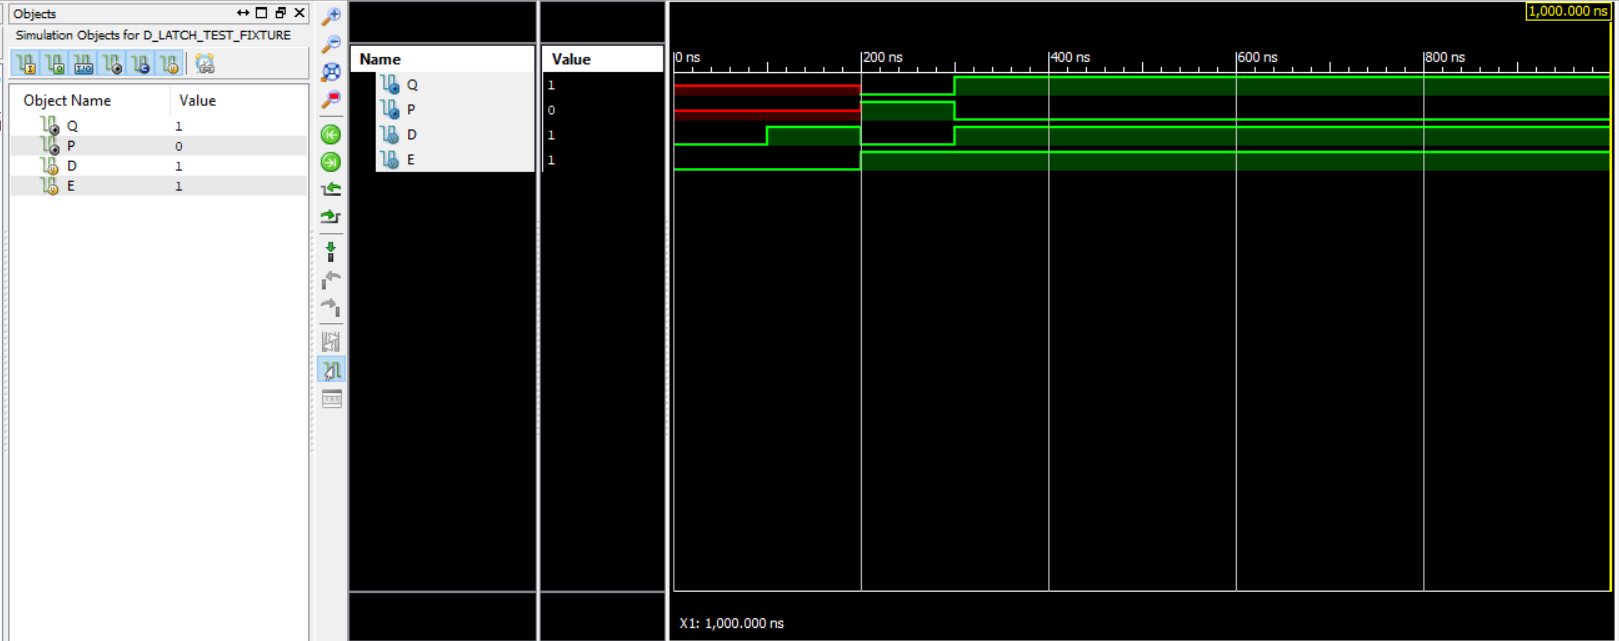 Objects
Simulation Objects for D_LATCH_TEST_FIXTURE
Object Name Value
Q 1
P 0
D 1
E 1
Name Value
Q 1
P 0
D 1
E 1
1,000.000 ns
0 ns 200 ns 400 ns 600 ns 800 ns
X1: 1,000.000 ns